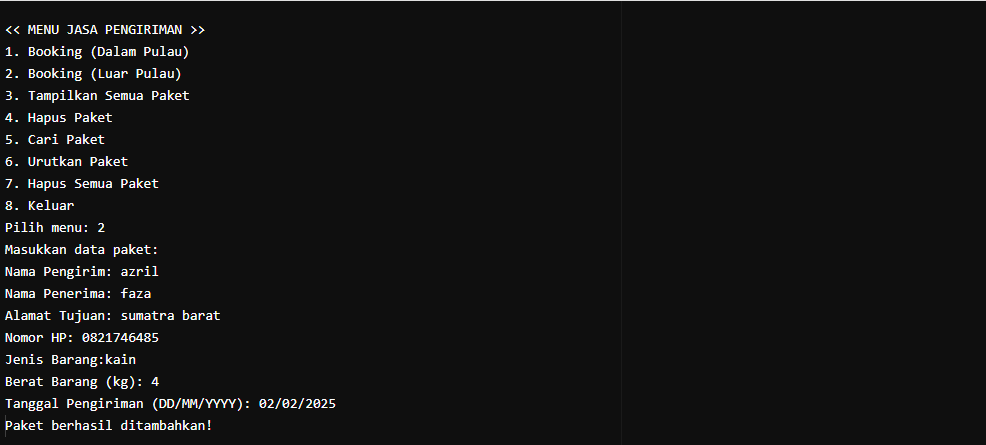 << MENU JASA PENGIRIMAN >>
1. Booking (Dalam Pulau)
2. Booking (Luar Pulau)
3. Tampilkan Semua Paket
4. Hapus Paket
5. Cari Paket
6. Urutkan Paket
7. Hapus Semua Paket
8. Keluar
Pilih menu: 2
Masukkan data paket:
Nama Pengirim: azril
Nama Penerima: faza
Alamat Tujuan: sumatra barat
Nomor HP: 0821746485
Jenis Barang:kain
Berat Barang (kg): 4
Tanggal Pengiriman (DD/MM/YYYY): 02/02/2025
Paket berhasil ditambahkan!